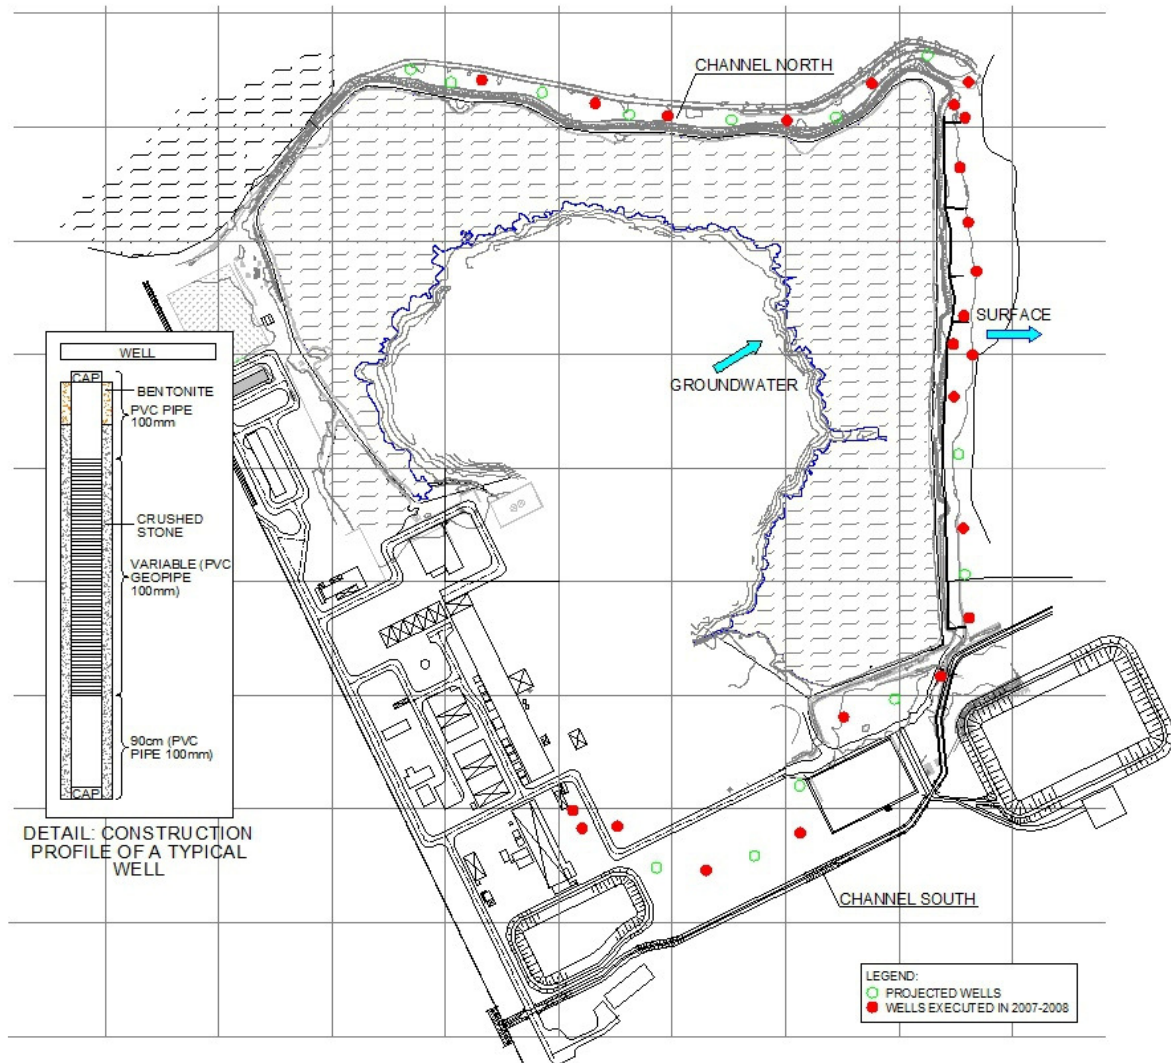 CHANNEL NORTH
SURFACE
GROUNDWATER
WELL
CAP
BENTONITE
PVC PIPE
100mm
CRUSHED
STONE
VARIABLE (PVC
GEOPIPE
100mm)
90cm (PVC
PIPE 100mm)
CAP
DETAIL: CONSTRUCTION
PROFILE OF A TYPICAL
WELL
CHANNEL SOUTH
LEGEND:
PROJECTED WELLS
WELLS EXECUTED IN 2007-2008